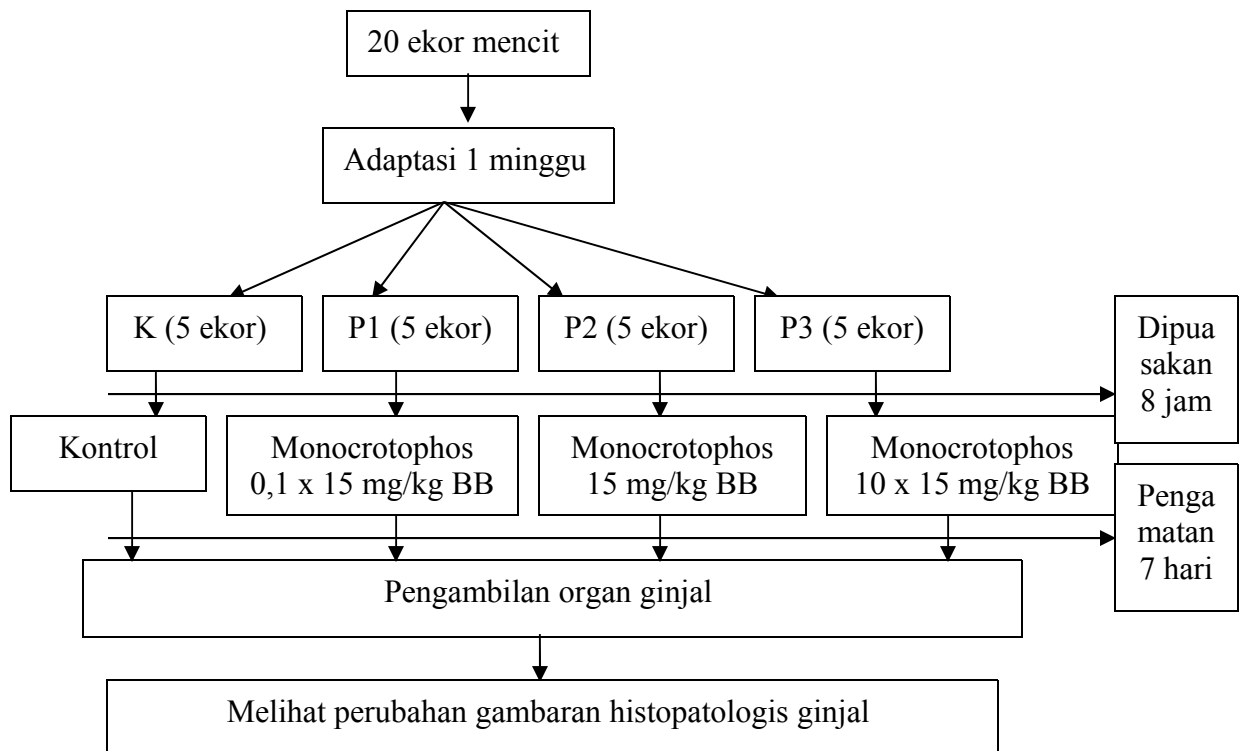 20 ekor mencit
Adaptasi 1 minggu
K (5 ekor)
P1 (5 ekor)
P2 (5 ekor)
P3 (5 ekor)
Dipua
sakan
8 jam
Kontrol
Monocrotophos
0,1 x 15 mg/kg BB
Monocrotophos
15 mg/kg BB
Monocrotophos
10 x 15 mg/kg BB
Penga
matan
7 hari
Pengambilan organ ginjal
Melihat perubahan gambaran histopatologis ginjal